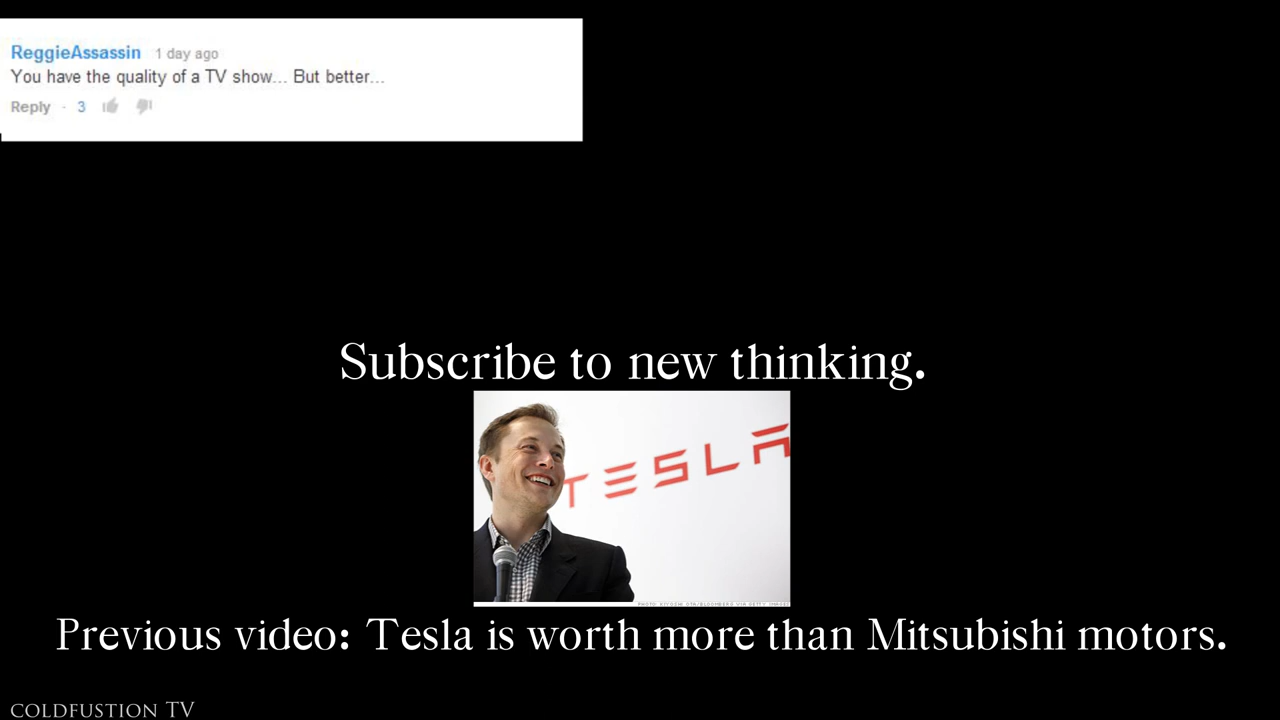 ReggieAssassin 1 day ago
You have the quality of a TV show... But better...
Reply · 3
Subscribe to new thinking.
TESLA
Previous video: Tesla is worth more than Mitsubishi motors.
COLDFUSTION TV